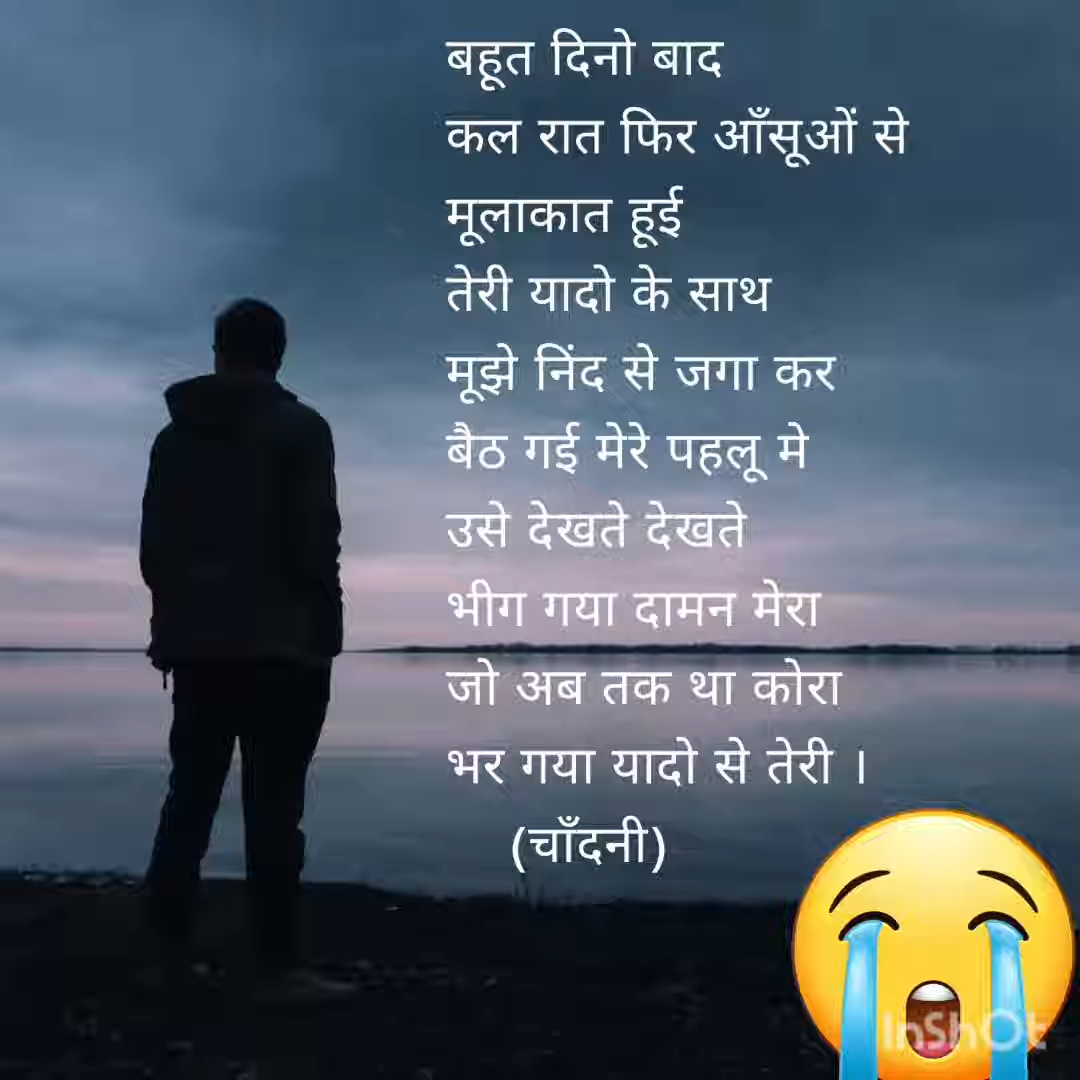 बहूत दिनो बाद
कल रात फिर आँसूओं से
मूलाकात हूई
तेरी यादो के साथ
मूझे निंद से जगा कर
बैठ गई मेरे पहलू मे
उसे देखते देखते
भीग गया दामन मेरा
जो अब तक था कोरा
भर गया यादो से तेरी ।
(चाँदनी)
InShOt